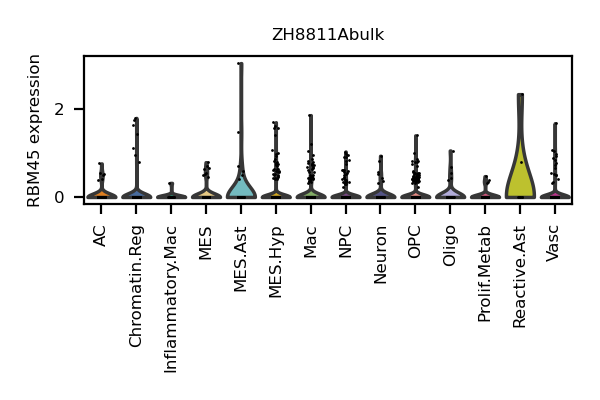 ZH8811Abulk
RBM45 expression
2
0
AC
Chromatin.Reg
Inflammatory.Mac
MES
MES.Ast
MES.Hyp
Mac
NPC
Neuron
OPC
Oligo
Prolif.Metab
Reactive.Ast
Vasc